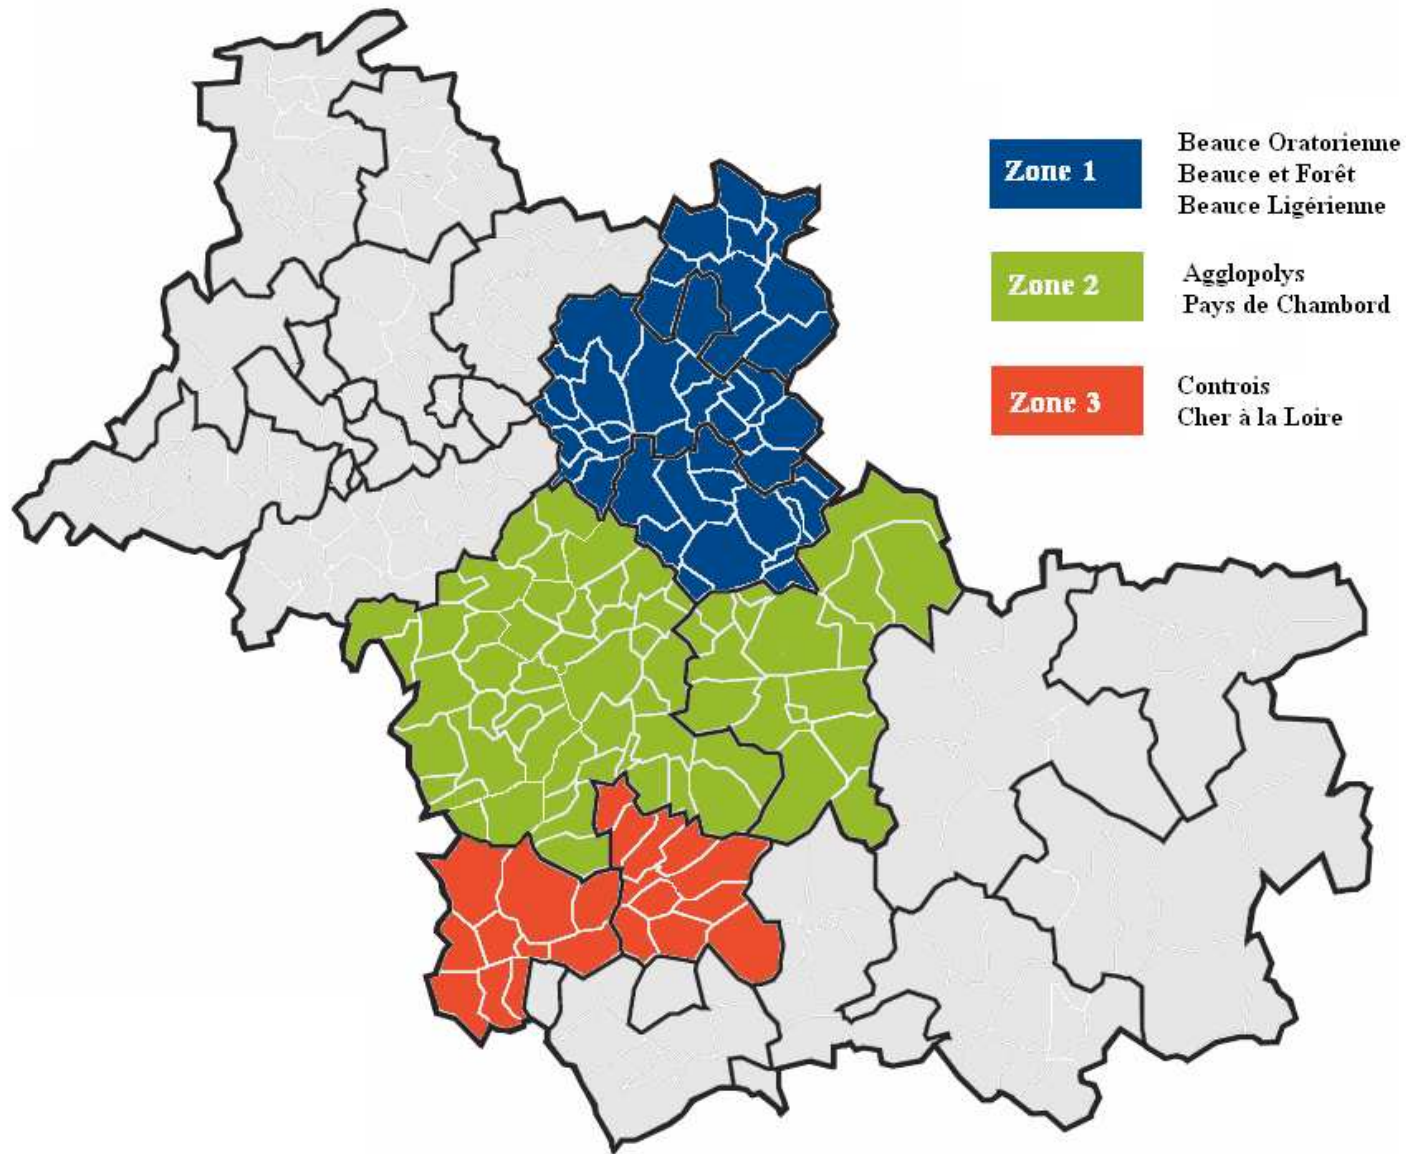 Zone 1
Beauce Oratorienne
Beauce et Forêt
Beauce Ligérienne
Zone 2
Agglopolys
Pays de Chambord
Zone 3
Controis
Cher à la Loire